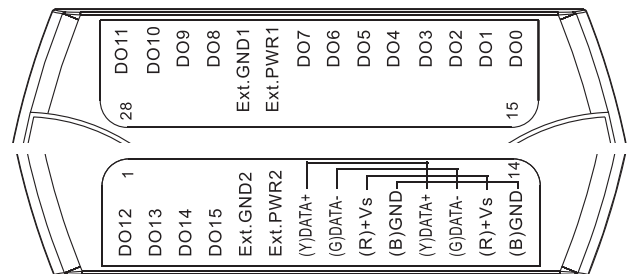 DO11 DO10 DO9 DO8 Ext.GND1 Ext.PWR1 DO7 DO6 DO5 DO4 DO3 DO2 DO1 DO0
28 15
1 14
DO12 DO13 DO14 DO15 Ext.GND2 Ext.PWR2 (Y)DATA+ (G)DATA- (R)+Vs (B)GND (Y)DATA+ (G)DATA- (R)+Vs (B)GND